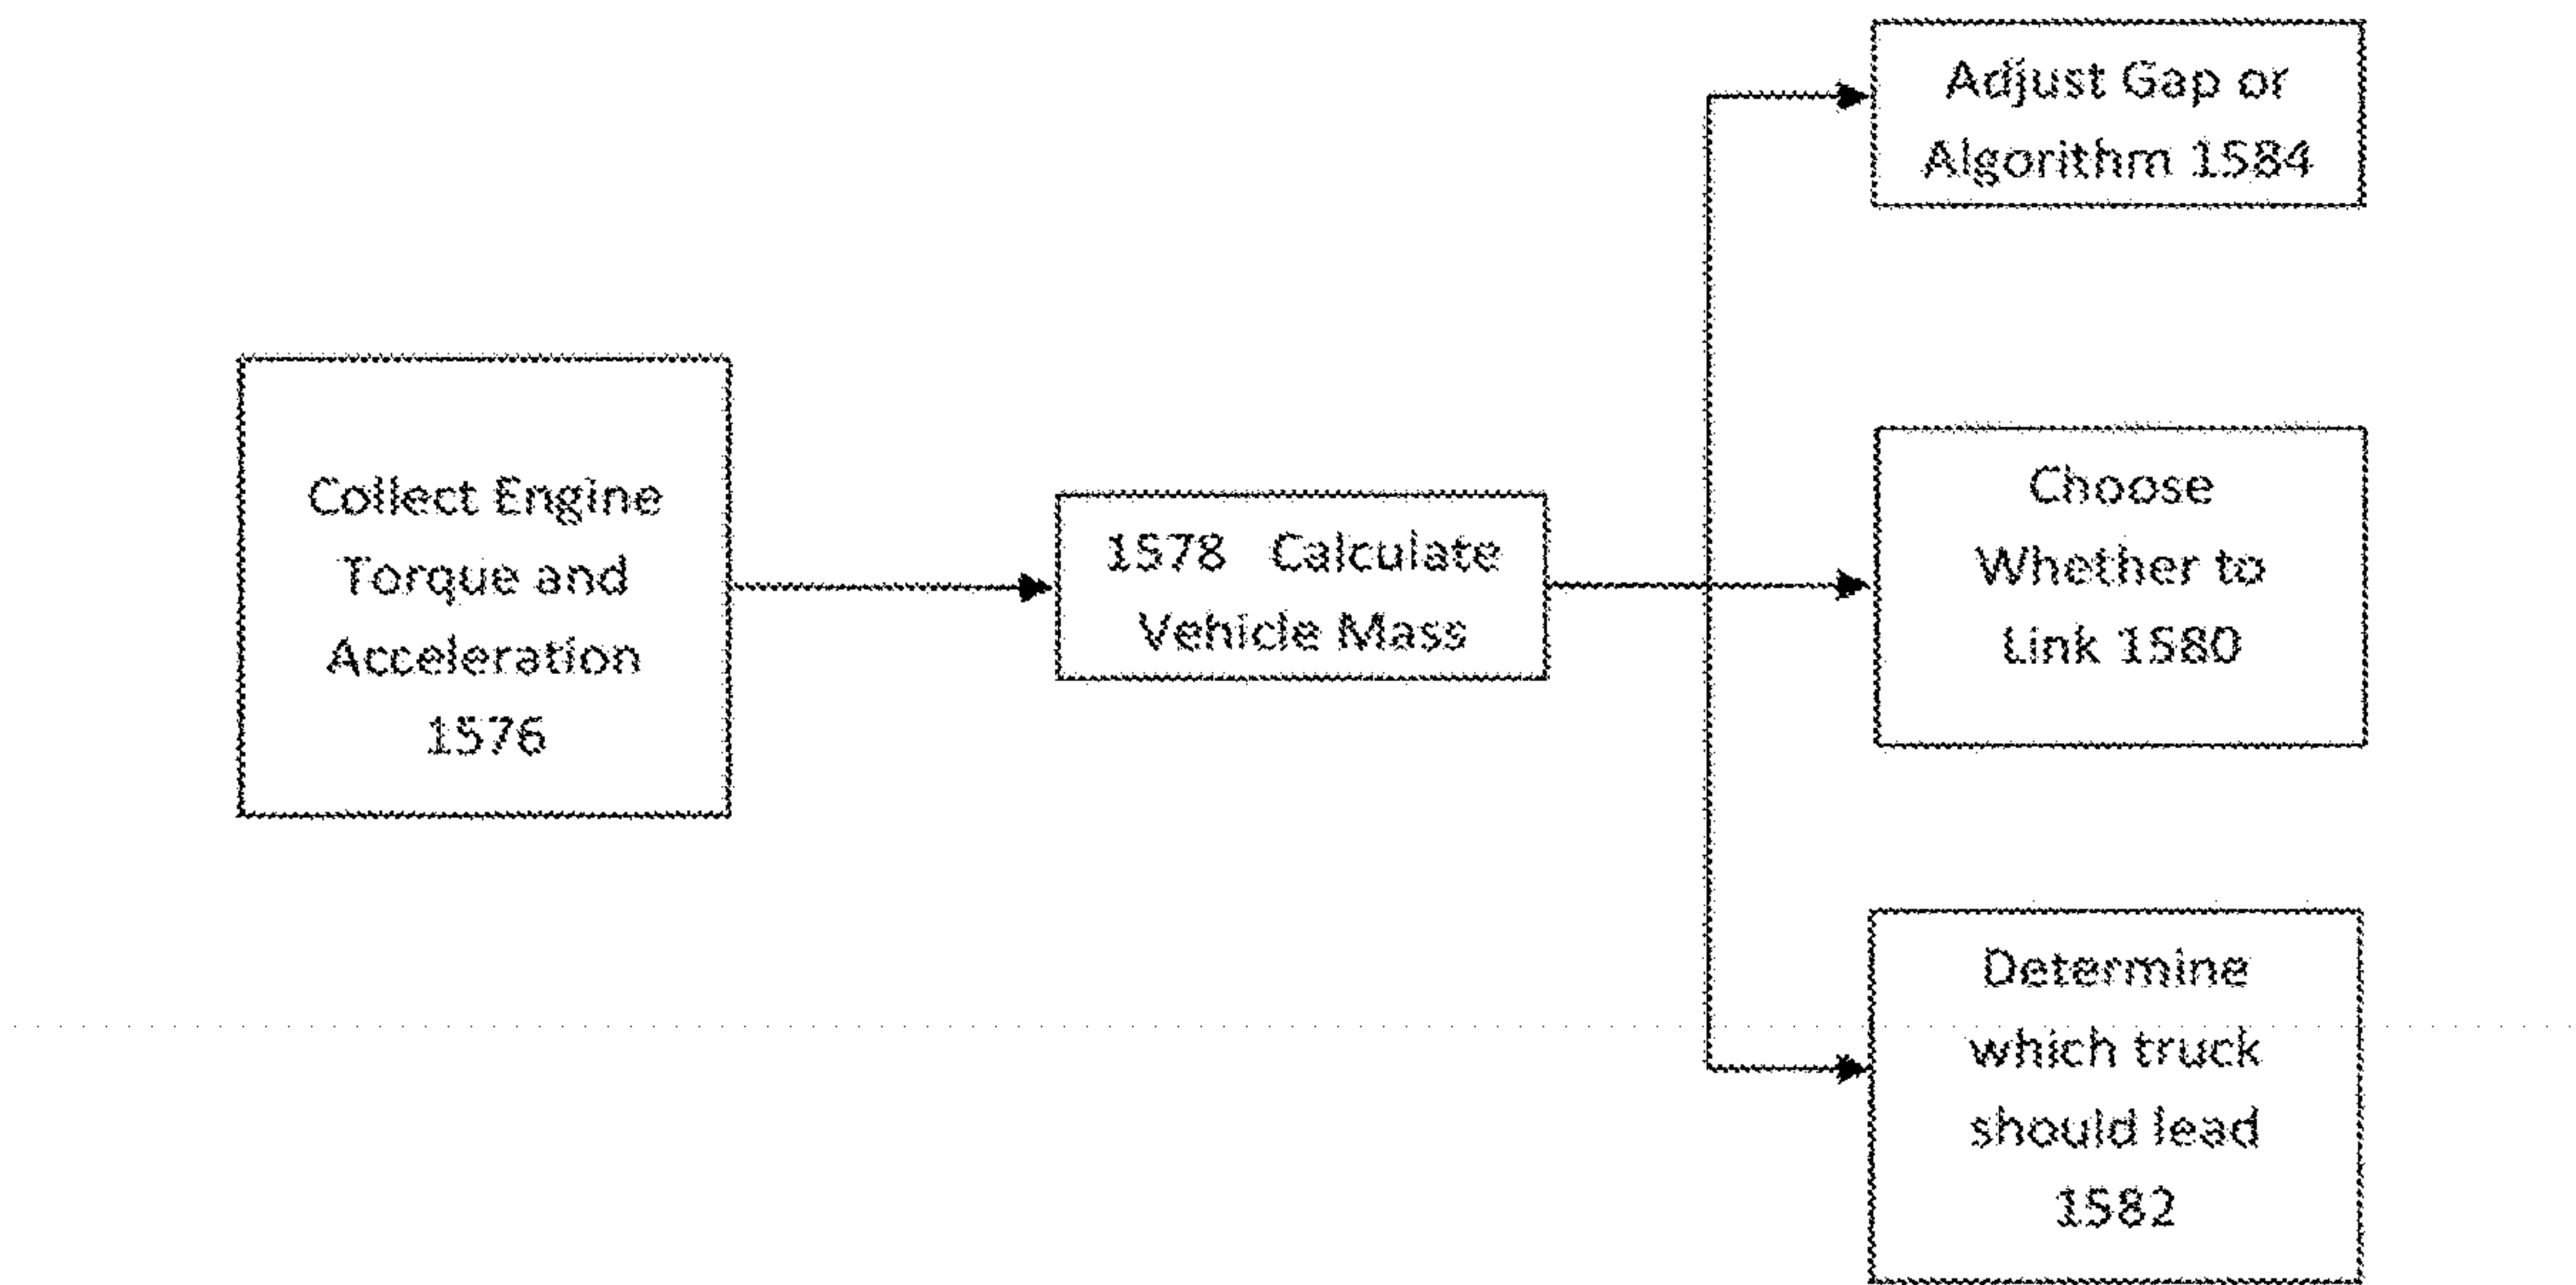 Collect Engine
Torque and
Acceleration
1576
1578 Calculate
Vehicle Mass
Adjust Gap or
Algorithm 1584
Choose
Whether to
Link 1580
Determine
which truck
should lead
1582